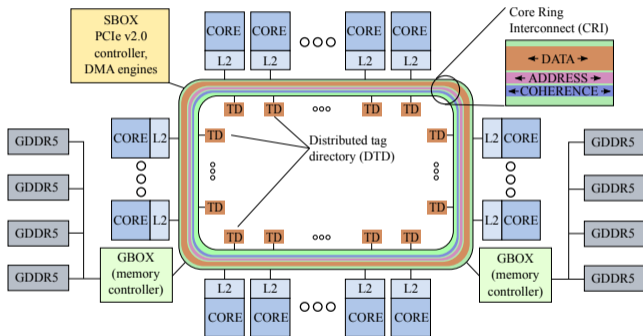 SBOX
PCIe v2.0
controller,
DMA engines
CORE
CORE
CORE
CORE
L2
L2
L2
L2
Core Ring
Interconnect (CRI)
DATA
ADDRESS
COHERENCE
TD
TD
TD
TD
TD
TD
Distributed tag
directory (DTD)
GDDR5
CORE
L2
L2
CORE
GDDR5
GDDR5
GDDR5
CORE
L2
TD
TD
L2
CORE
GDDR5
GDDR5
TD
TD
TD
TD
GBOX
(memory
controller)
GBOX
(memory
controller)
GDDR5
GDDR5
L2
L2
L2
L2
CORE
CORE
CORE
CORE